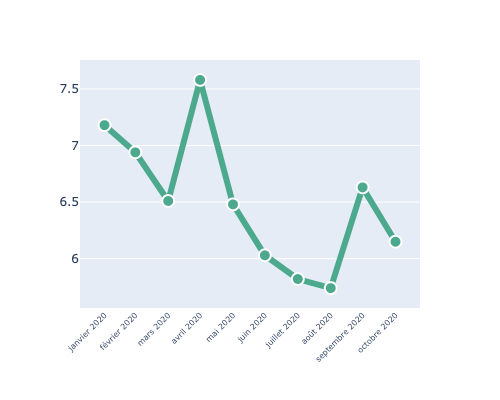 7.5
7
6.5
6
janvier 2020
février 2020
mars 2020
avril 2020
mai 2020
juin 2020
juillet 2020
août 2020
septembre 2020
octobre 2020